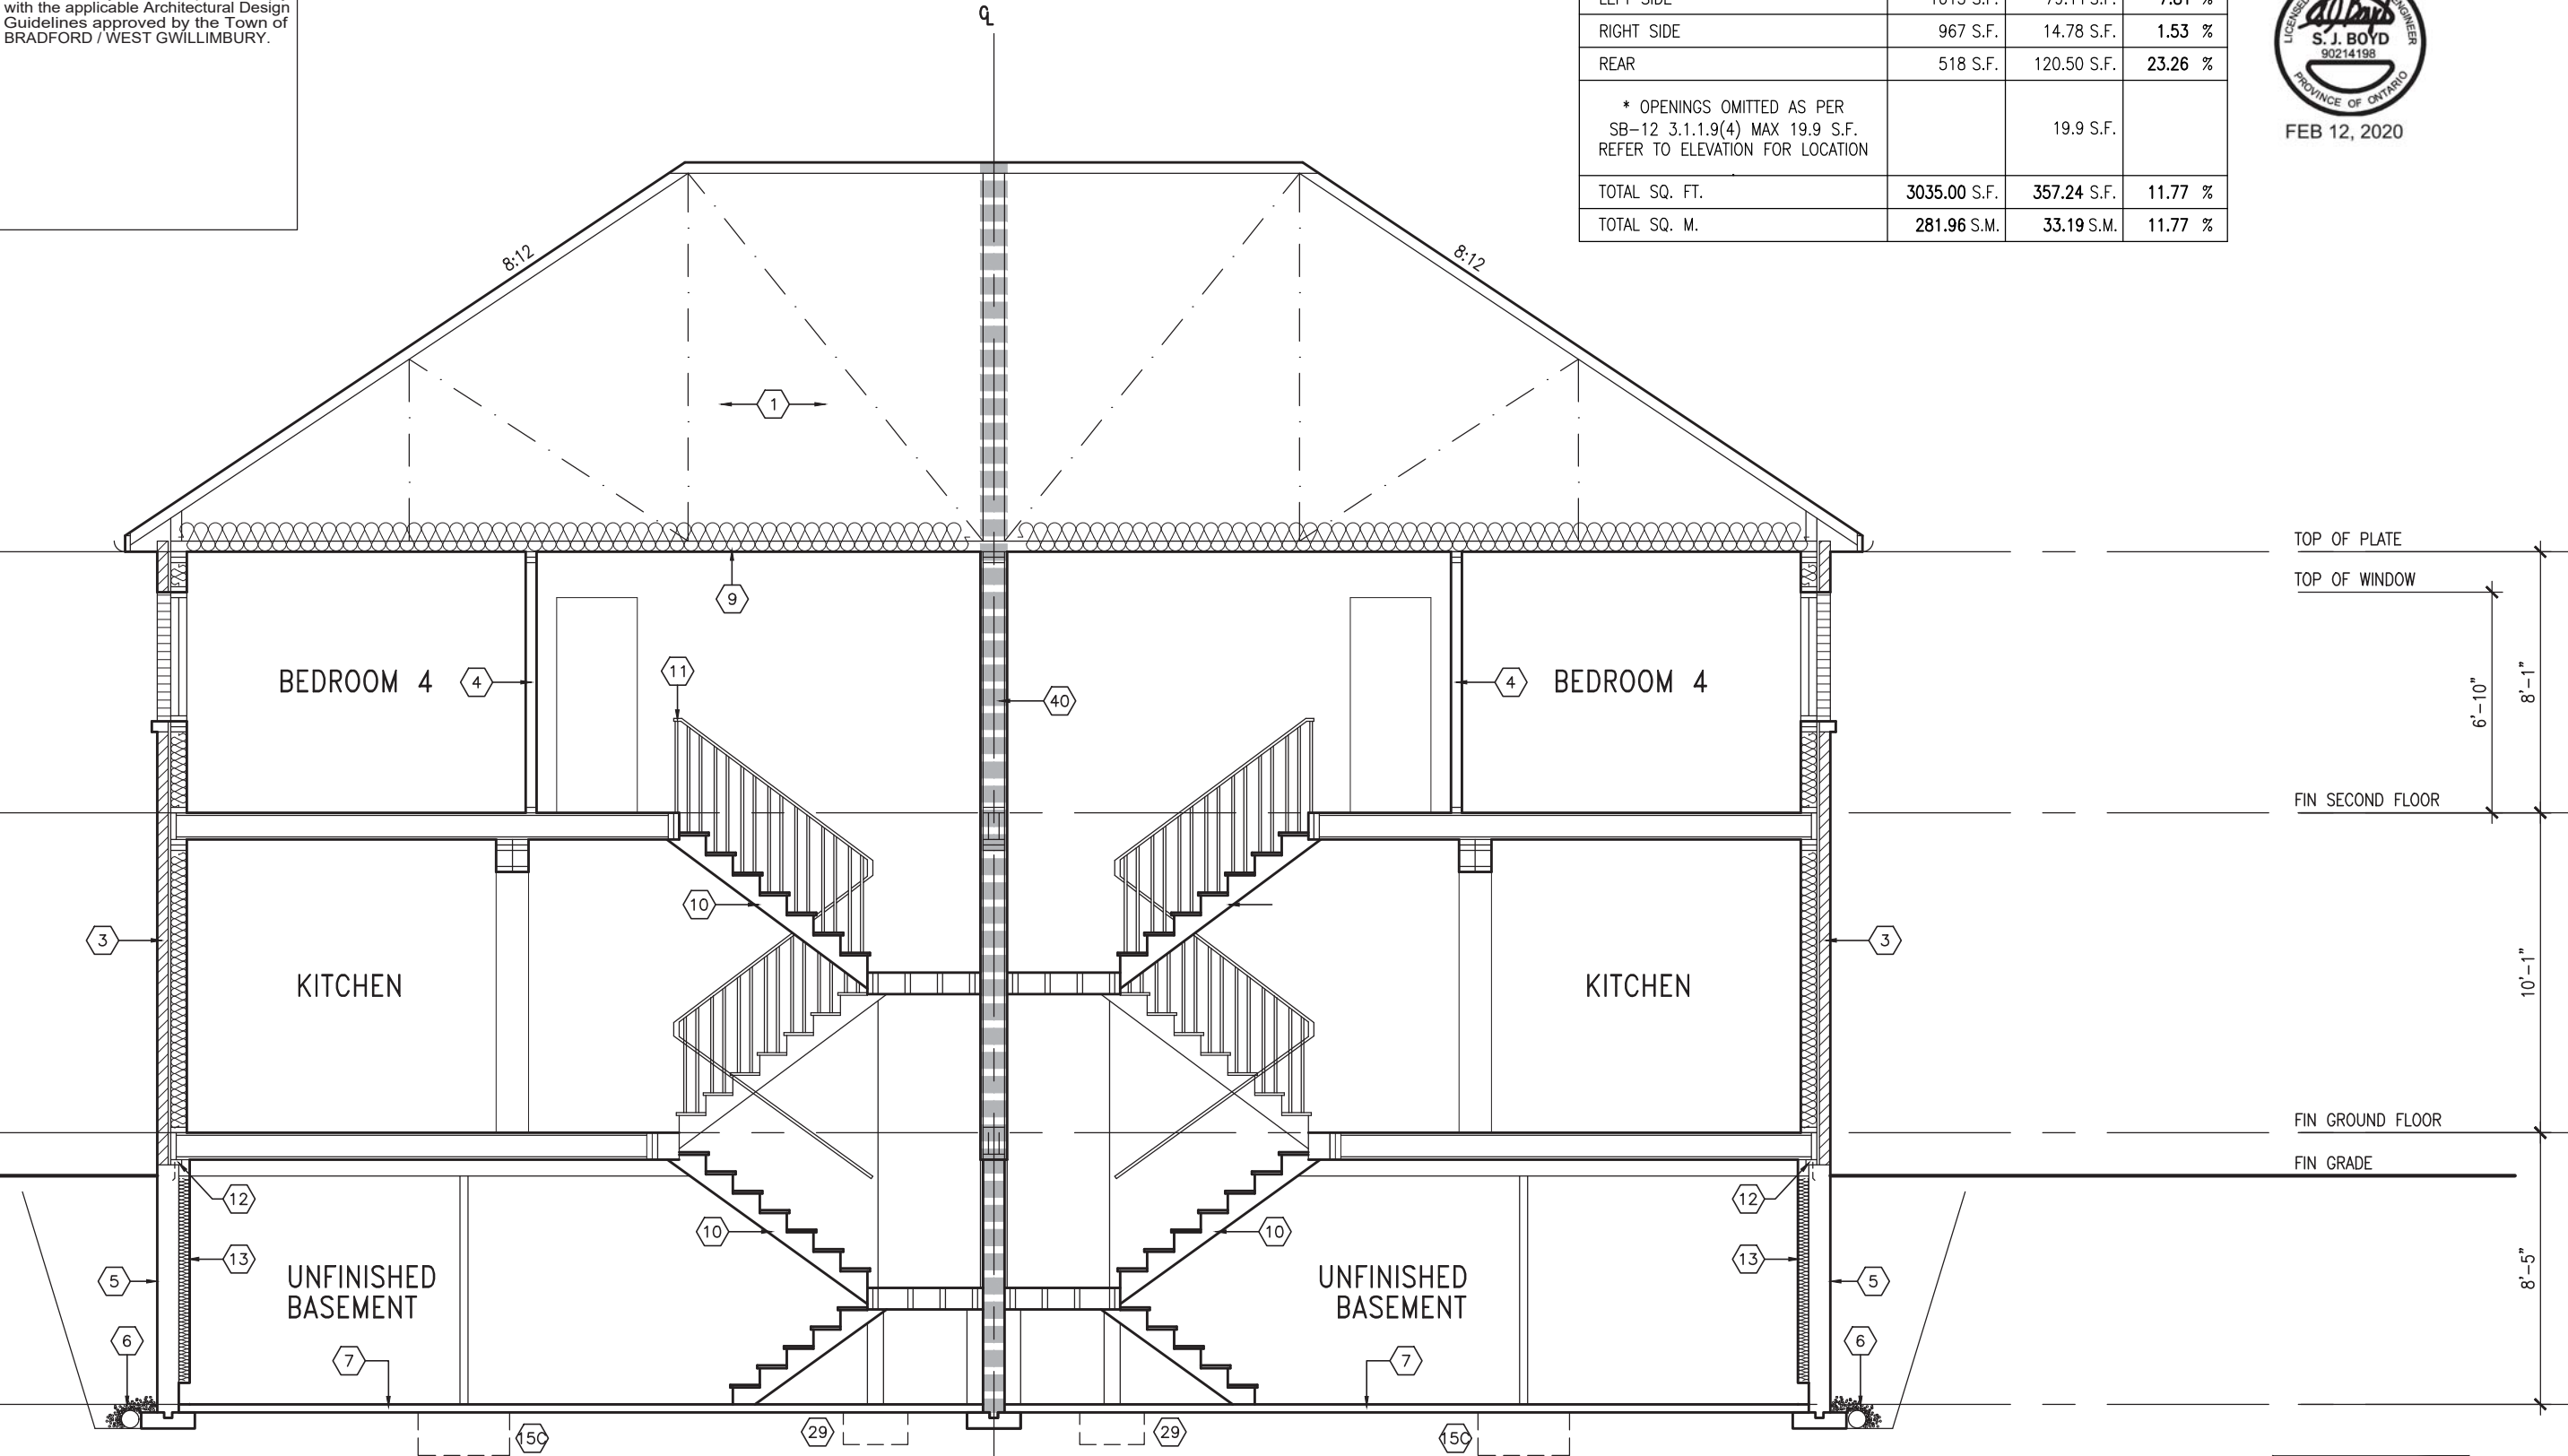 with the applicable Architectural Design
Guidelines approved by the Town of
BRADFORD / WEST GWILLIMBURY.
℄
LEFT SIDE 7.81 %
RIGHT SIDE 967 S.F. 14.78 S.F. 1.53 %
REAR 518 S.F. 120.50 S.F. 23.26 %
* OPENINGS OMITTED AS PER
SB-12 3.1.1.9(4) MAX 19.9 S.F.
REFER TO ELEVATION FOR LOCATION
19.9 S.F.
TOTAL SQ. FT. 3035.00 S.F. 357.24 S.F. 11.77 %
TOTAL SQ. M. 281.96 S.M. 33.19 S.M. 11.77 %
LICENSED ENGINEER
S. J. BOYD
90214198
PROVINCE OF ONTARIO
FEB 12, 2020
8:12
8:12
1
TOP OF PLATE
TOP OF WINDOW
9
BEDROOM 4
4
11
40
4
BEDROOM 4
6'-10"
8'-1"
FIN SECOND FLOOR
10
3
3
KITCHEN
KITCHEN
10'-1"
FIN GROUND FLOOR
FIN GRADE
12
12
10
10
13
13
UNFINISHED
BASEMENT
UNFINISHED
BASEMENT
5
5
8'-5"
6
6
7
7
15C
29
29
15C